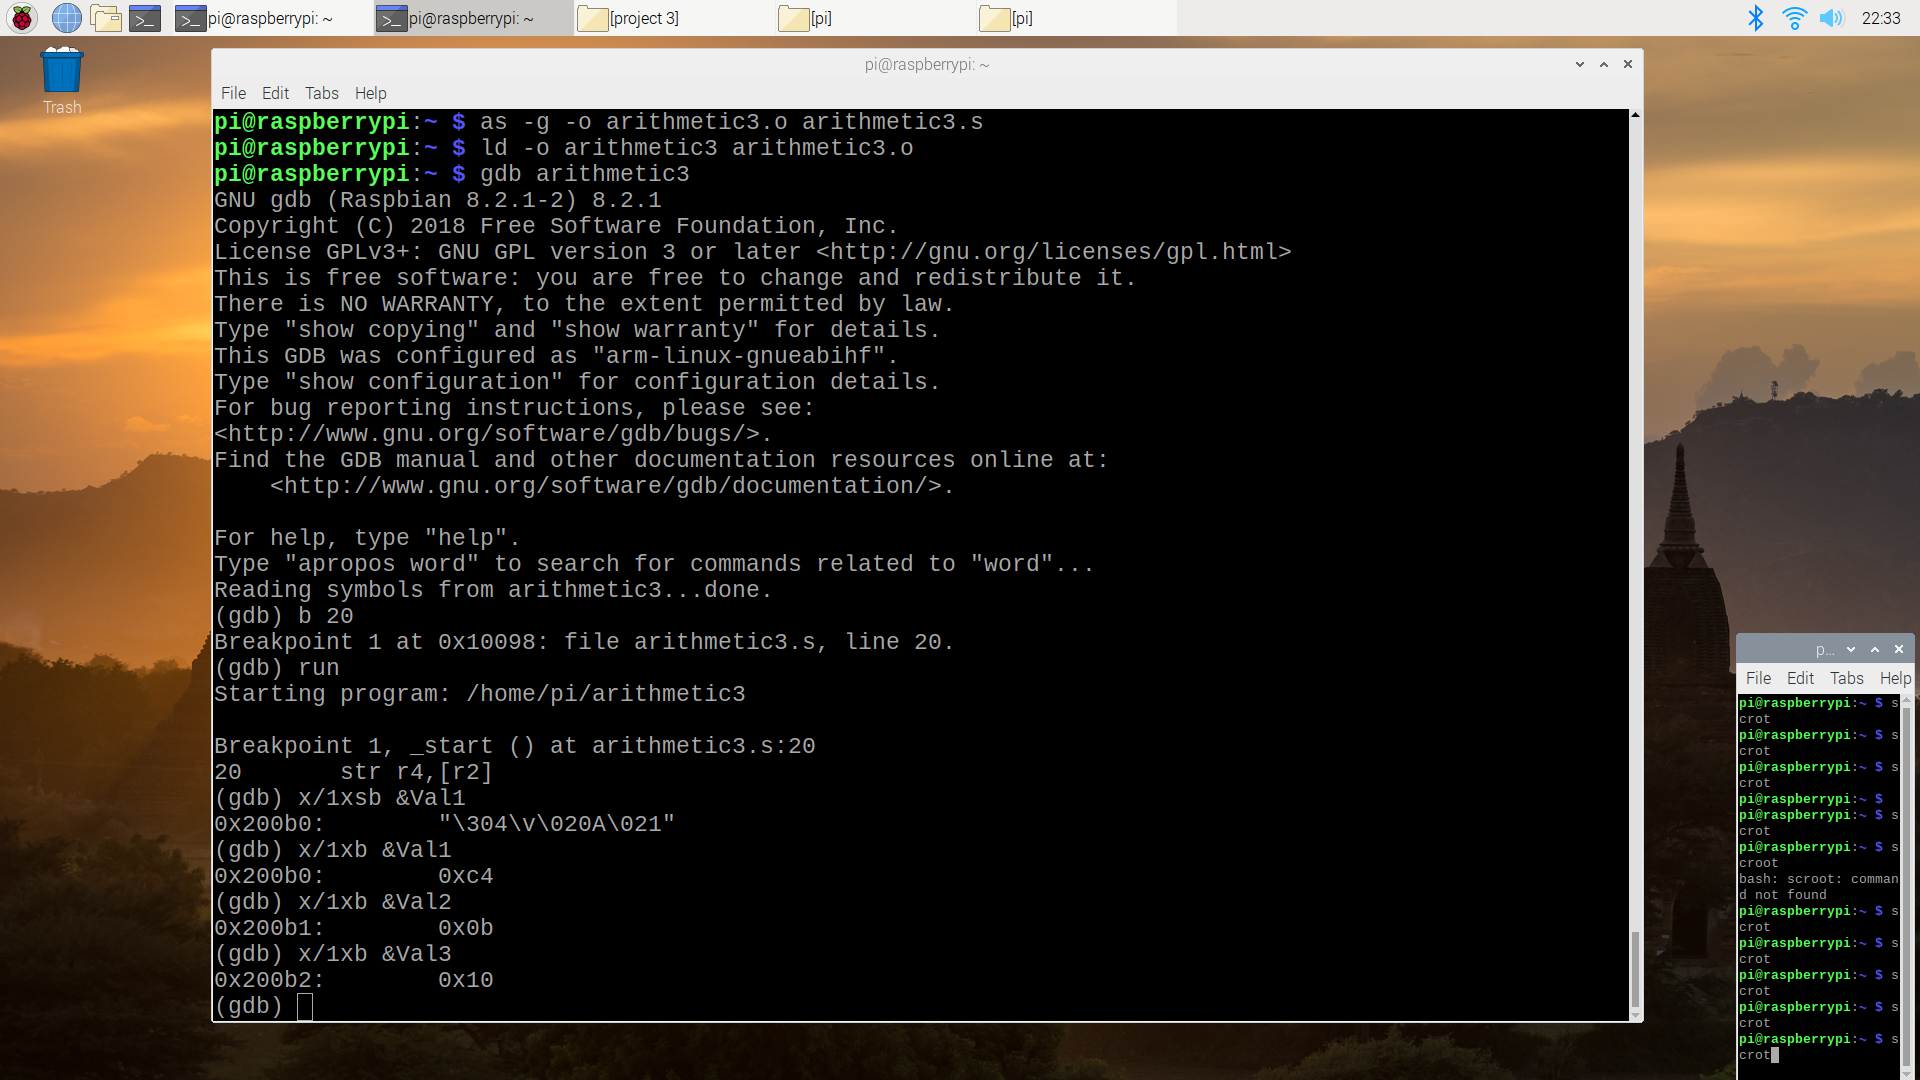 pi@raspberrypi: ~
pi@raspberrypi: ~
[project 3]
[pi]
[pi]
22:33
Trash
pi@raspberrypi: ~
File Edit Tabs Help
pi@raspberrypi:~ $ as -g -o arithmetic3.o arithmetic3.s
pi@raspberrypi:~ $ ld -o arithmetic3 arithmetic3.o
pi@raspberrypi:~ $ gdb arithmetic3
GNU gdb (Raspbian 8.2.1-2) 8.2.1
Copyright (C) 2018 Free Software Foundation, Inc.
License GPLv3+: GNU GPL version 3 or later <http://gnu.org/licenses/gpl.html>
This is free software: you are free to change and redistribute it.
There is NO WARRANTY, to the extent permitted by law.
Type "show copying" and "show warranty" for details.
This GDB was configured as "arm-linux-gnueabihf".
Type "show configuration" for configuration details.
For bug reporting instructions, please see:
<http://www.gnu.org/software/gdb/bugs/>.
Find the GDB manual and other documentation resources online at:
    <http://www.gnu.org/software/gdb/documentation/>.

For help, type "help".
Type "apropos word" to search for commands related to "word"...
Reading symbols from arithmetic3...done.
(gdb) b 20
Breakpoint 1 at 0x10098: file arithmetic3.s, line 20.
(gdb) run
Starting program: /home/pi/arithmetic3

Breakpoint 1, _start () at arithmetic3.s:20
20       str r4,[r2]
(gdb) x/1xsb &Val1
0x200b0:        "\304\v\020A\021"
(gdb) x/1xb &Val1
0x200b0:        0xc4
(gdb) x/1xb &Val2
0x200b1:        0x0b
(gdb) x/1xb &Val3
0x200b2:        0x10
(gdb)
p...
File Edit Tabs Help
pi@raspberrypi:~ $ s
crot
pi@raspberrypi:~ $ s
crot
pi@raspberrypi:~ $ s
crot
pi@raspberrypi:~ $
pi@raspberrypi:~ $ s
crot
pi@raspberrypi:~ $ s
croot
bash: scroot: comman
d not found
pi@raspberrypi:~ $ s
crot
pi@raspberrypi:~ $ s
crot
pi@raspberrypi:~ $ s
crot
pi@raspberrypi:~ $ s
crot
pi@raspberrypi:~ $ s
crot